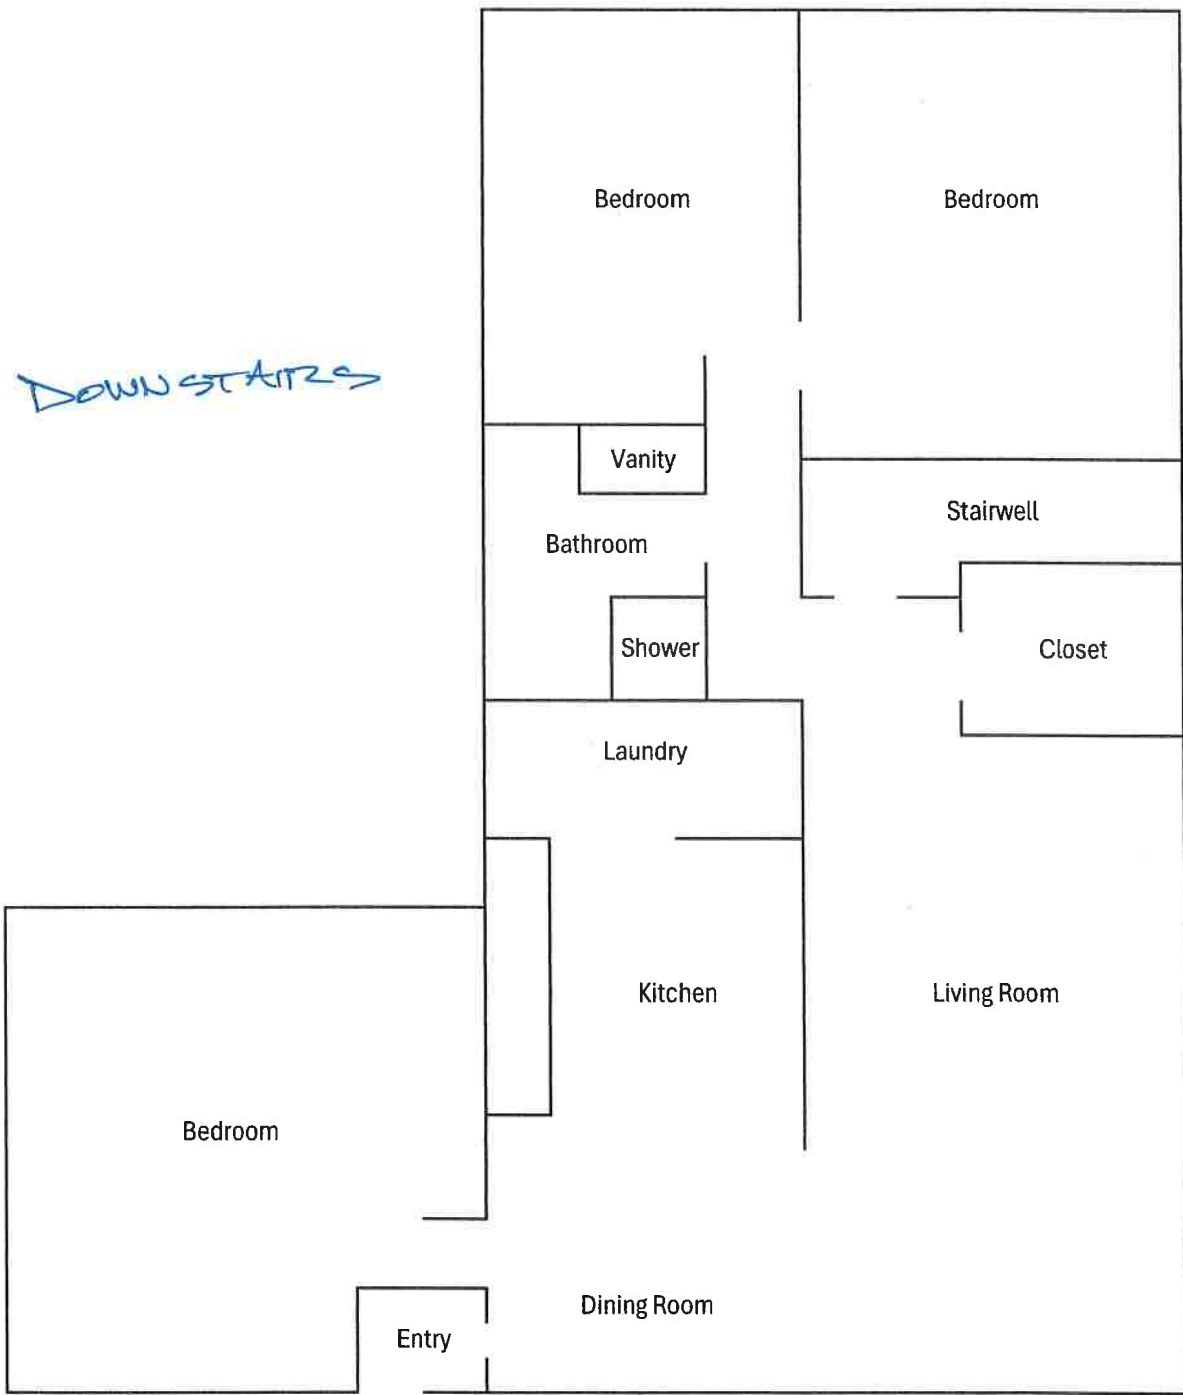 Bedroom
Bedroom
DOWNSTAIRS
Vanity
Stairwell
Bathroom
Shower
Closet
Laundry
Kitchen
Living Room
Bedroom
Dining Room
Entry